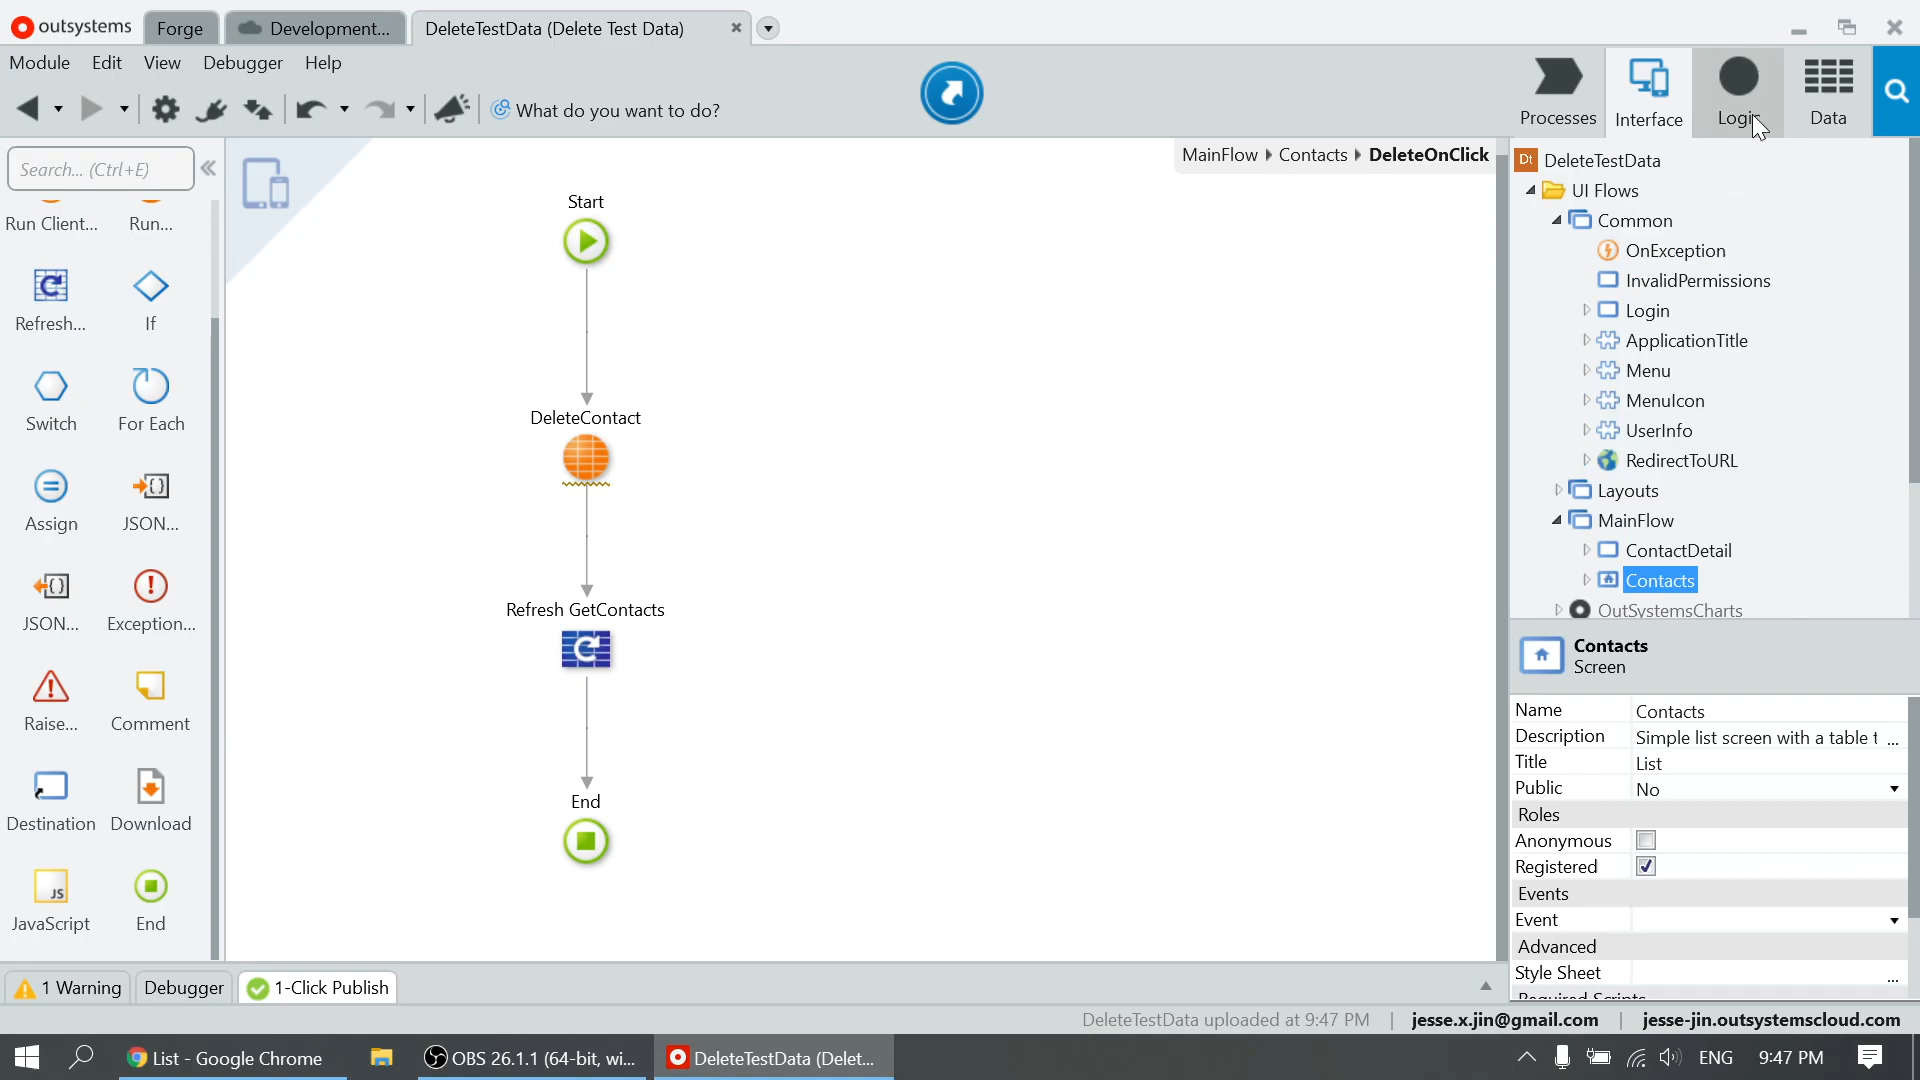 outsystems
Forge
Development...
DeleteTestData (Delete Test Data)
Module Edit View Debugger Help
What do you want to do?
Processes
Interface
Logic
Data
Search... (Ctrl+E)
Run Client...
Run...
Refresh...
If
Switch
For Each
Assign
JSON...
JSON...
Exception...
Raise...
Comment
Destination
Download
JS
JavaScript
End
MainFlow Contacts DeleteOnClick
Start
DeleteContact
Refresh GetContacts
End
Dt DeleteTestData
UI Flows
Common
OnException
InvalidPermissions
Login
ApplicationTitle
Menu
MenuIcon
UserInfo
RedirectToURL
Layouts
MainFlow
ContactDetail
Contacts
OutSystemsCharts
Contacts
Screen
Name Contacts
Description Simple list screen with a table t ...
Title List
Public No
Roles
Anonymous
Registered
Events
Event
Advanced
Style Sheet ...
Required Scripts
1 Warning
Debugger
1-Click Publish
DeleteTestData uploaded at 9:47 PM | jesse.x.jin@gmail.com | jesse-jin.outsystemscloud.com
List - Google Chrome
OBS 26.1.1 (64-bit, wi...
DeleteTestData (Delet...
ENG
9:47 PM